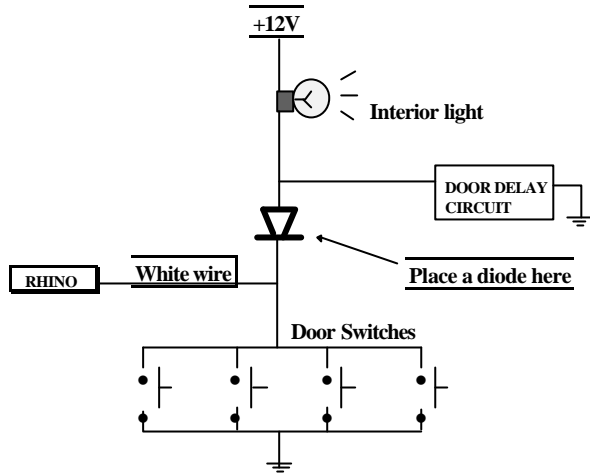 +12V
Interior light
DOOR DELAY
CIRCUIT
White wire
RHINO
Place a diode here
Door Switches